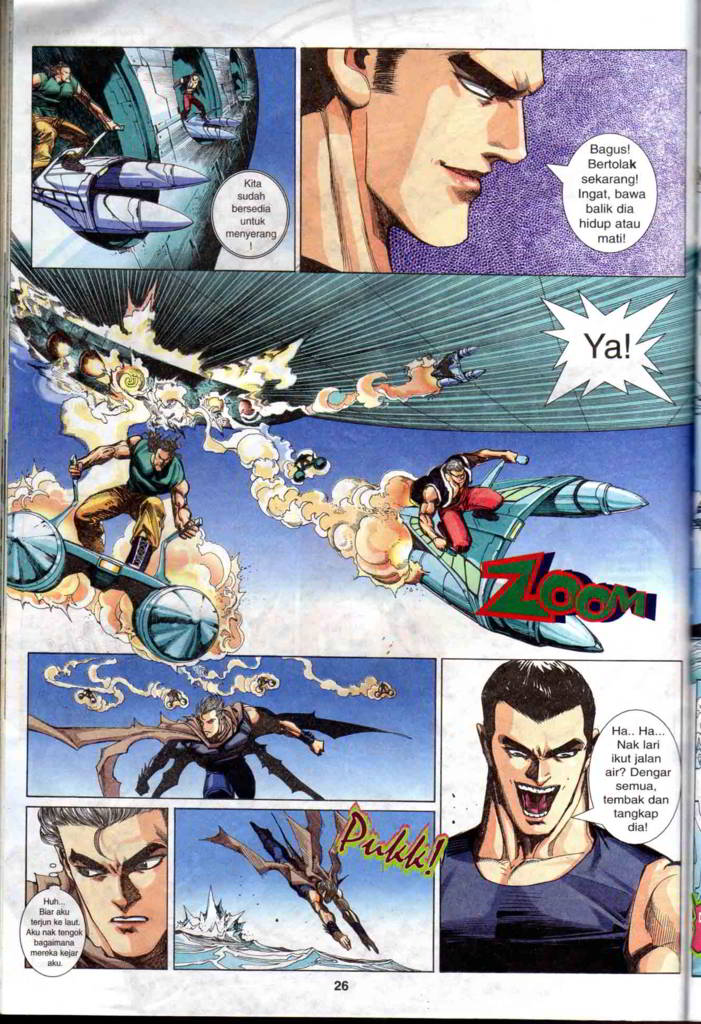 Kita
sudah
bersedia
untuk
menyerang
!
Bagus!
Bertolak
sekarang!
Ingat, bawa
balik dia
hidup atau
mati!
Ya!
ZOOM
Ha.. Ha...
Nak lari
ikut jalan
air? Dengar
semua,
tembak dan
tangkap
dia!
Huh...
Biar aku
terjun ke laut.
Aku nak tengok
bagaimana
mereka kejar
aku.
Pukk!
26